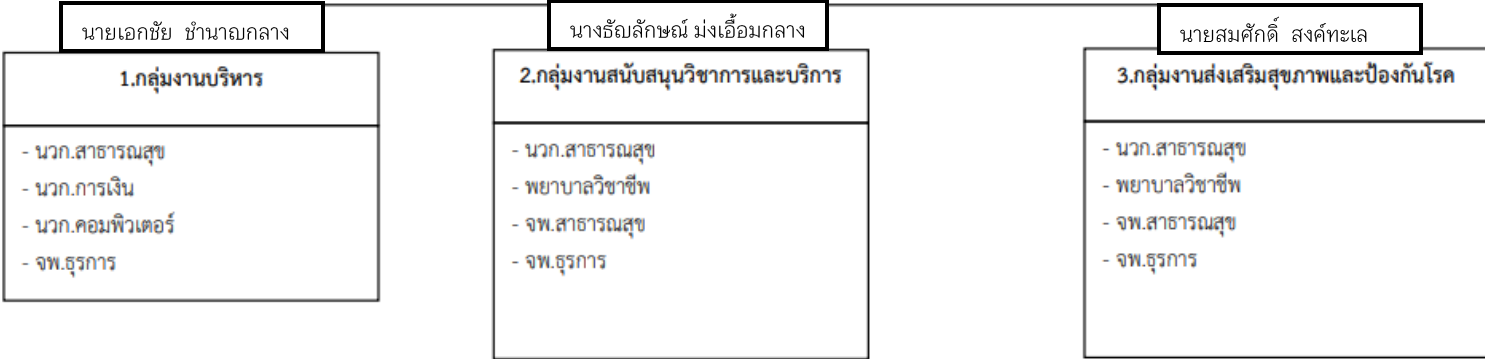 นายเอกชัย ชำนาญกลาง
1.กลุ่มงานบริหาร
- นวก.สาธารณสุข
- นวก.การเงิน
- นวก.คอมพิวเตอร์
- จพ.ธุรการ
นางธัญลักษณ์ ม่งเอื้อมกลาง
2.กลุ่มงานสนับสนุนวิชาการและบริการ
- นวก.สาธารณสุข
- พยาบาลวิชาชีพ
- จพ.สาธารณสุข
- จพ.ธุรการ
นายสมศักดิ์ สงค์ทะเล
3.กลุ่มงานส่งเสริมสุขภาพและป้องกันโรค
- นวก.สาธารณสุข
- พยาบาลวิชาชีพ
- จพ.สาธารณสุข
- จพ.ธุรการ